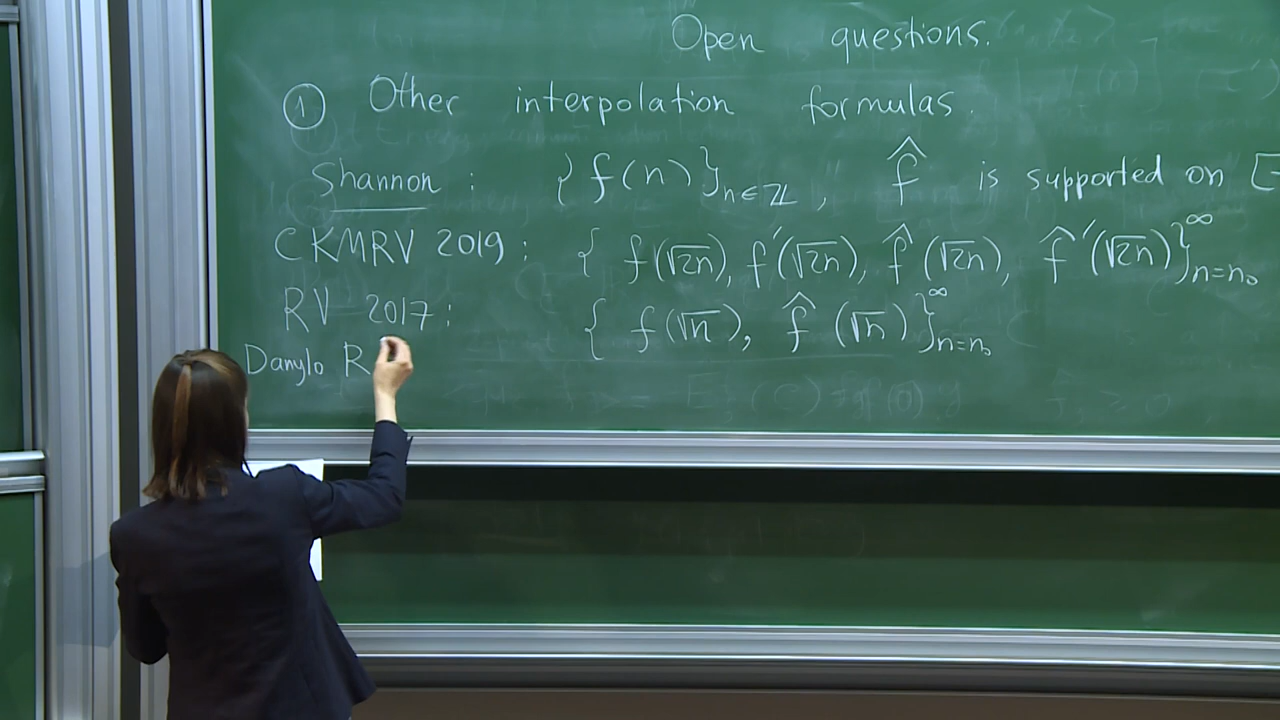 Open questions.
① Other interpolation formulas.
Shannon : { f(n) }_{n∈ℤ} , f̂ is supported on [-
CKMRV 2019 : { f(√2n), f'(√2n), f̂(√2n), f̂'(√2n) }^∞_{n=n₀}
RV 2017 : { f(√n), f̂(√n) }^∞_{n=n₀}
Danylo R